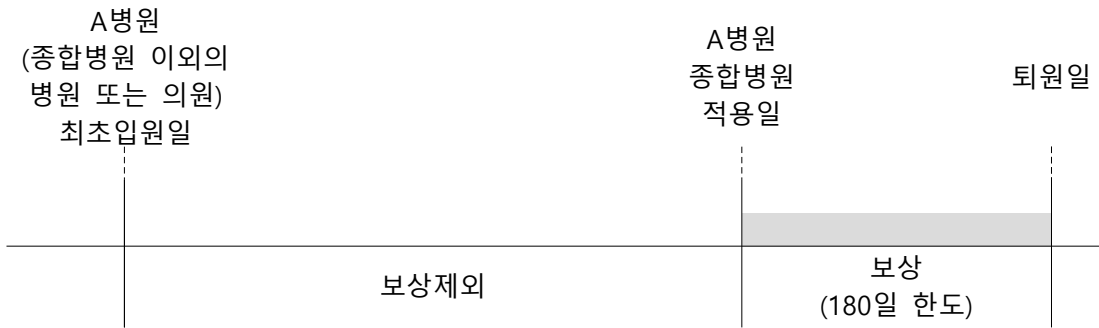 A병원
(종합병원 이외의
병원 또는 의원)
최초입원일
A병원
종합병원
적용일
퇴원일
보상제외
보상
(180일 한도)